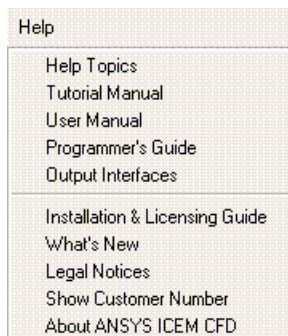 Help
Help Topics
Tutorial Manual
User Manual
Programmer's Guide
Output Interfaces
Installation & Licensing Guide
What's New
Legal Notices
Show Customer Number
About ANSYS ICEM CFD